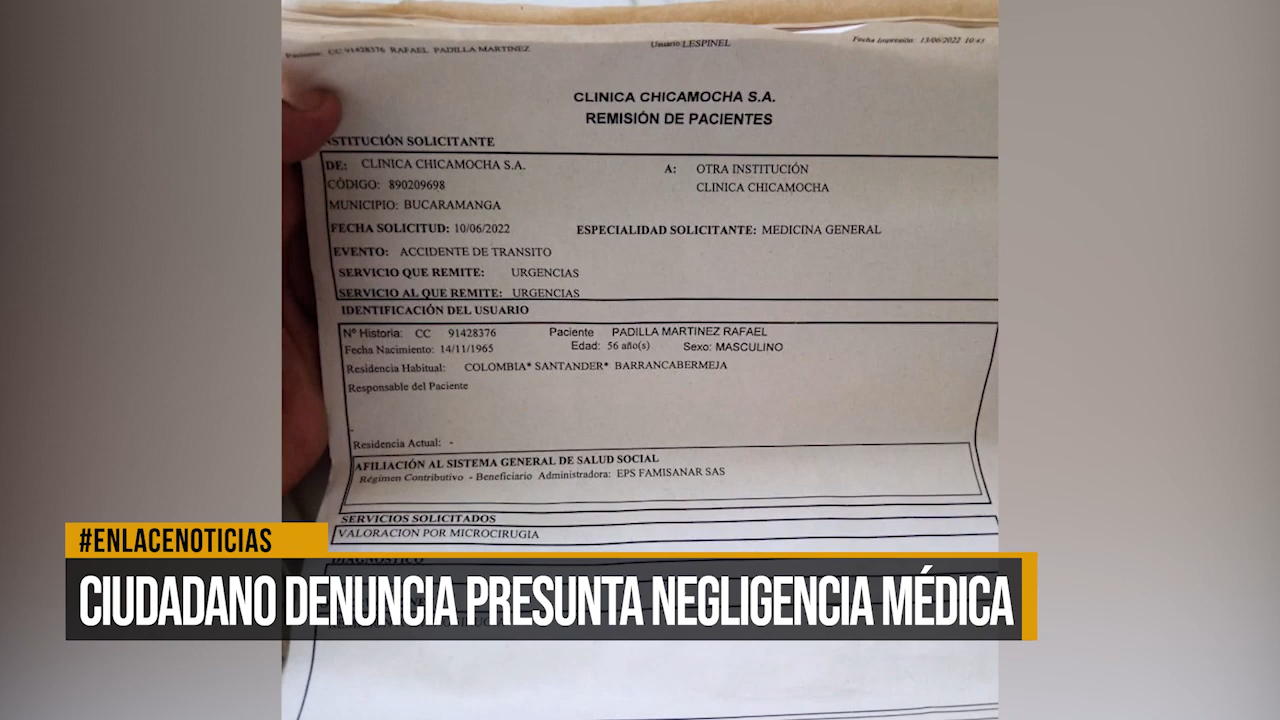 Paciente: CC 91428376 RAFAEL PADILLA MARTINEZ
Usuario: LESPINEL
Fecha Impresión: 13/06/2022 10:43
CLINICA CHICAMOCHA S.A.
REMISIÓN DE PACIENTES
NSTITUCIÓN SOLICITANTE
DE: CLINICA CHICAMOCHA S.A. A: OTRA INSTITUCIÓN
CÓDIGO: 890209698 CLINICA CHICAMOCHA
MUNICIPIO: BUCARAMANGA
FECHA SOLICITUD: 10/06/2022 ESPECIALIDAD SOLICITANTE: MEDICINA GENERAL
EVENTO: ACCIDENTE DE TRANSITO
SERVICIO QUE REMITE: URGENCIAS
SERVICIO AL QUE REMITE: URGENCIAS
IDENTIFICACIÓN DEL USUARIO
Nº Historia: CC 91428376 Paciente PADILLA MARTINEZ RAFAEL
Fecha Nacimiento: 14/11/1965 Edad: 56 año(s) Sexo: MASCULINO
Residencia Habitual: COLOMBIA* SANTANDER* BARRANCABERMEJA
Responsable del Paciente
-
Residencia Actual: -
AFILIACIÓN AL SISTEMA GENERAL DE SALUD SOCIAL
Régimen Contributivo - Beneficiario Administradora: EPS FAMISANAR SAS
SERVICIOS SOLICITADOS
VALORACION POR MICROCIRUGIA
#ENLACENOTICIAS
CIUDADANO DENUNCIA PRESUNTA NEGLIGENCIA MÉDICA